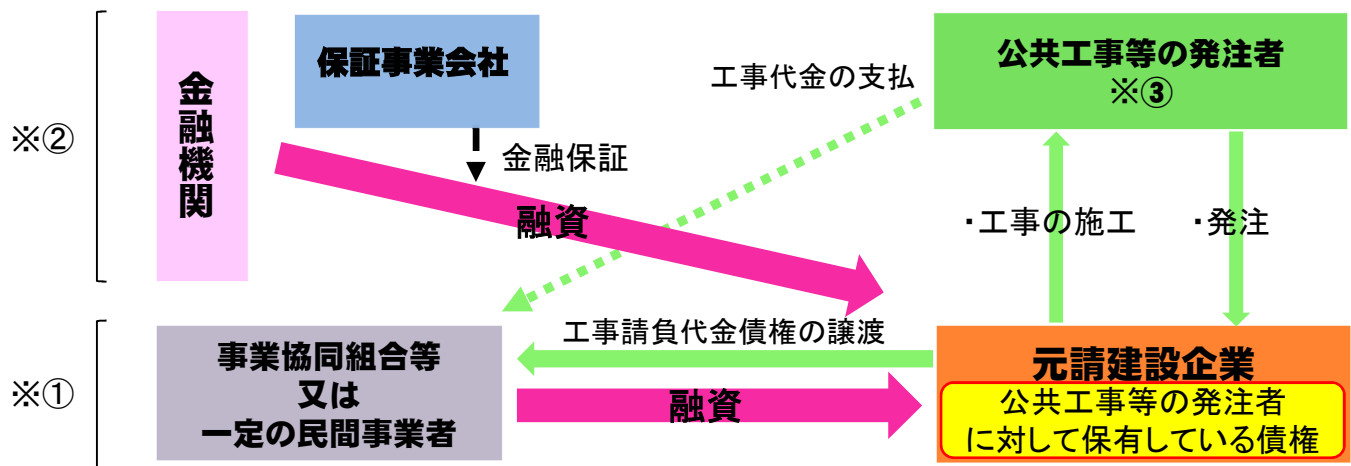 ※②
金融機関
保証事業会社
金融保証
融資
工事代金の支払
公共工事等の発注者
※③
・工事の施工
・発注
※①
事業協同組合等
又は
一定の民間事業者
工事請負代金債権の譲渡
融資
元請建設企業
公共工事等の発注者
に対して保有している債権